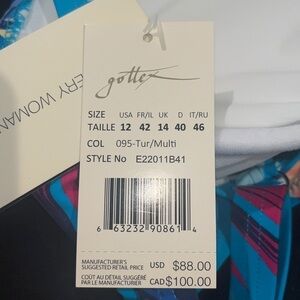 gottex
ERY WOMAN
SIZE USA FR/IL UK D IT/RU
TAILLE 12 42 14 40 46
COL 095-Tur/Multi
STYLE No E22011B41
6 63232 90861 4
MANUFACTURER'S
SUGGESTED RETAIL PRICE USD $88.00
COÛT AU DÉTAIL SUGGÉRÉ
PAR LE MANUFACTURIER CAD $100.00